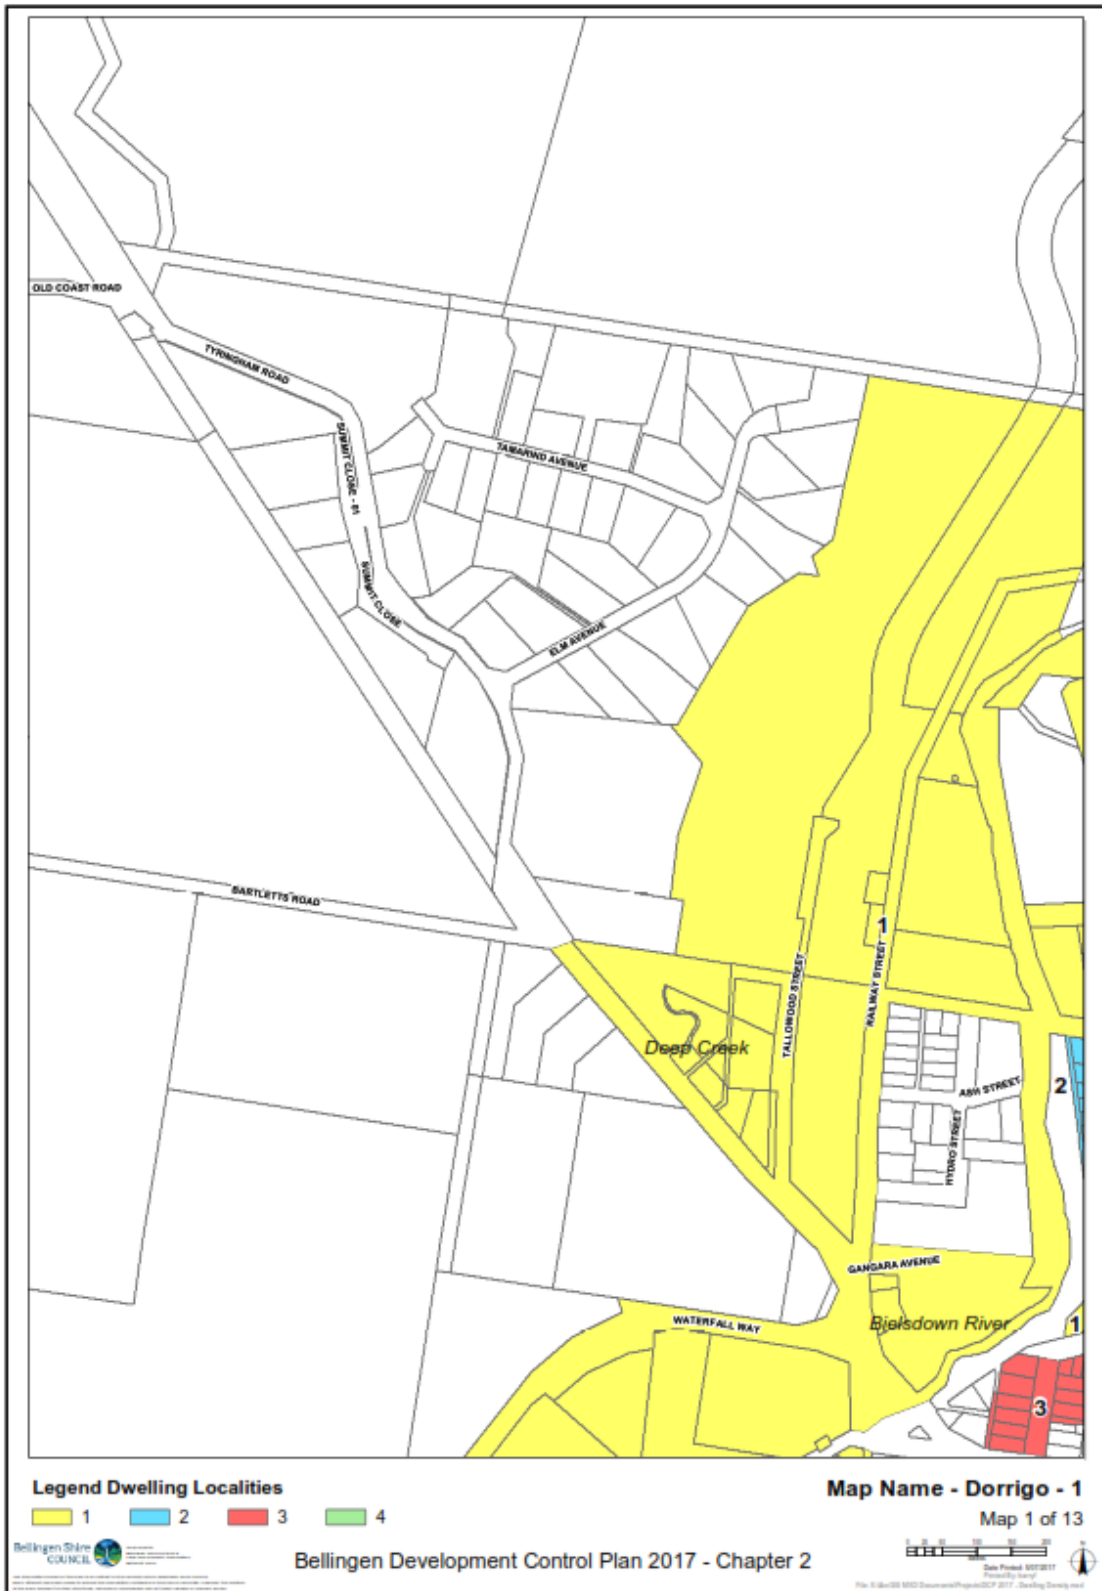 OLD COAST ROAD
TYRINGHAM ROAD
SUMMIT CLOSE - 01
TAMARIND AVENUE
SUMMIT CLOSE
ELM AVENUE
BARTLETTS ROAD
1
RAILWAY STREET
TALLOWOOD STREET
Deep Creek
2
ASH STREET
HYDRO STREET
GANGARA AVENUE
WATERFALL WAY
Bielsdown River
1
3
Legend Dwelling Localities
1
2
3
4
Map Name - Dorrigo - 1
Map 1 of 13
Bellingen Shire
COUNCIL
Bellingen Development Control Plan 2017 - Chapter 2